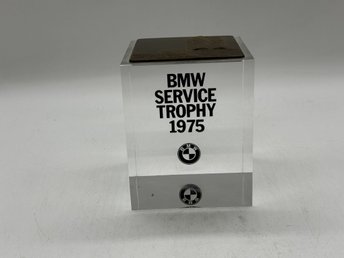 BMW
SERVICE
TROPHY
1975